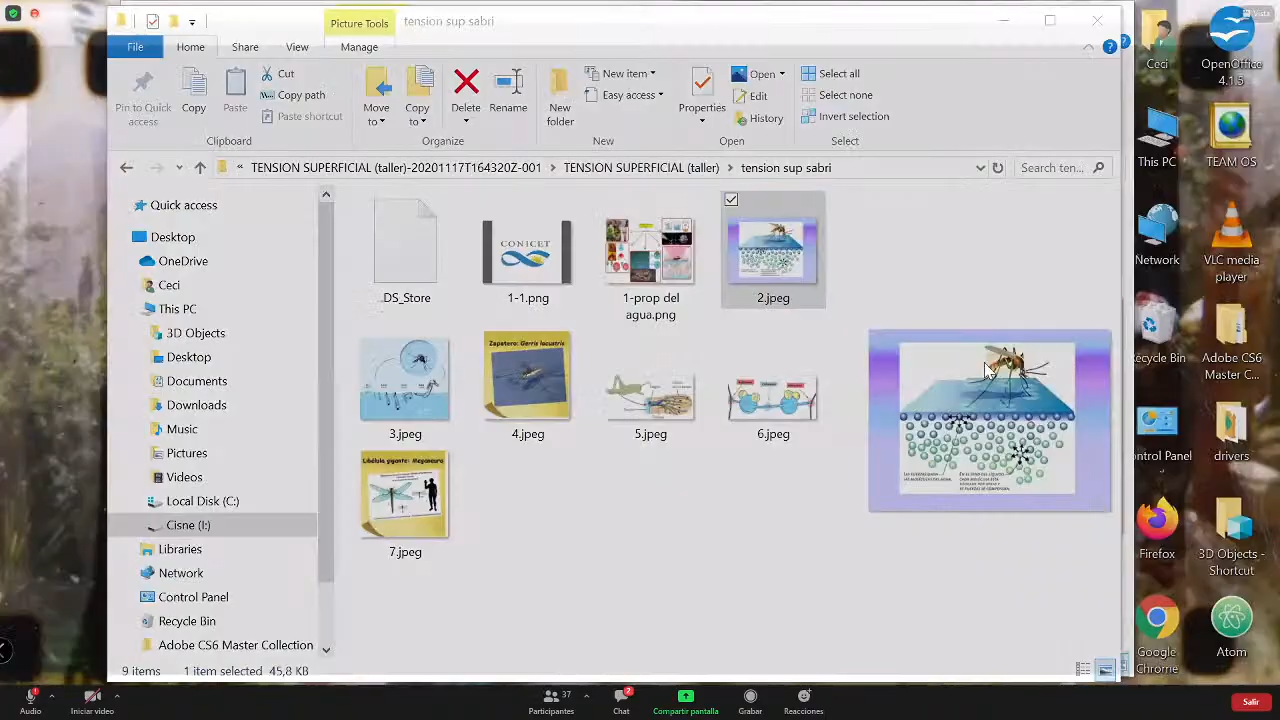 Vista
Picture Tools
tension sup sabri
File
Home
Share
View
Manage
Pin to Quick access
Copy
Paste
Cut
Copy path
Paste shortcut
Clipboard
Move to
Copy to
Delete
Rename
Organize
New folder
New item
Easy access
New
Properties
Open
Edit
History
Open
Select all
Select none
Invert selection
Select
« TENSION SUPERFICIAL (taller)-20201117T164320Z-001 > TENSION SUPERFICIAL (taller) > tension sup sabri
Search ten...
Quick access
Desktop
OneDrive
Ceci
This PC
3D Objects
Desktop
Documents
Downloads
Music
Pictures
Videos
Local Disk (C:)
Cisne (I:)
Libraries
Network
Control Panel
Recycle Bin
Adobe CS6 Master Collection
.DS_Store
CONICET
1-1.png
1-prop del agua.png
2.jpeg
3.jpeg
Zapatero: Gerris lacustris
4.jpeg
5.jpeg
6.jpeg
Libélula gigante: Meganeura
7.jpeg
9 items
1 item selected 45,8 KB
Ceci
OpenOffice 4.1.5
This PC
TEAM OS
Network
VLC media player
ecycle Bin
Adobe CS6 Master C...
ontrol Panel
drivers
Firefox
3D Objects - Shortcut
Google Chrome
Atom
Audio
Iniciar video
37
Participantes
2
Chat
Compartir pantalla
Grabar
Reacciones
Salir